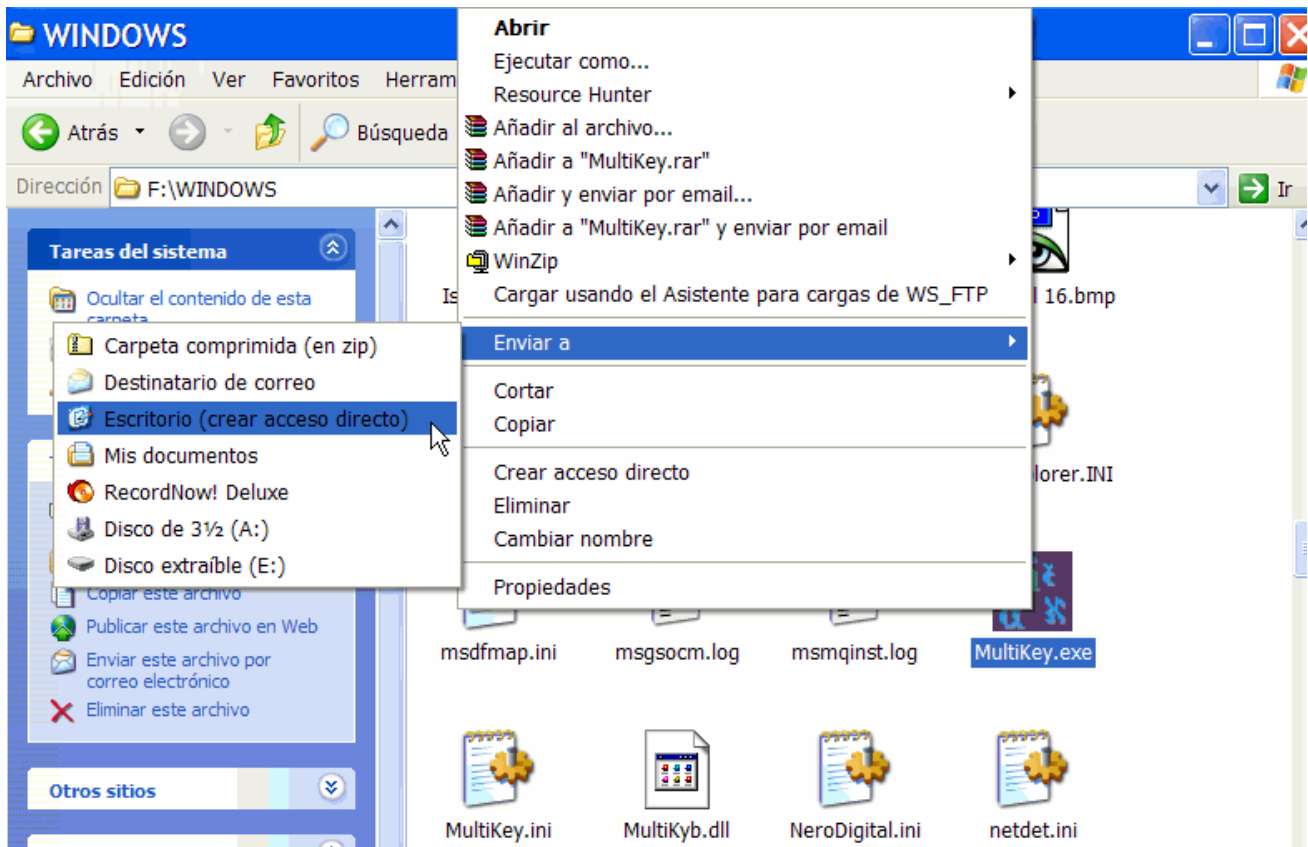 WINDOWS
Archivo Edición Ver Favoritos Herram
Atrás Búsqueda
Dirección F:\WINDOWS Ir
Tareas del sistema
Ocultar el contenido de esta
carpeta
Carpeta comprimida (en zip)
Destinatario de correo
Escritorio (crear acceso directo)
Mis documentos
RecordNow! Deluxe
Disco de 3½ (A:)
Disco extraíble (E:)
Copiar este archivo
Publicar este archivo en Web
Enviar este archivo por
correo electrónico
Eliminar este archivo
Otros sitios
Abrir
Ejecutar como...
Resource Hunter
Añadir al archivo...
Añadir a "MultiKey.rar"
Añadir y enviar por email...
Añadir a "MultiKey.rar" y enviar por email
WinZip
Cargar usando el Asistente para cargas de WS_FTP
Enviar a
Cortar
Copiar
Crear acceso directo
Eliminar
Cambiar nombre
Propiedades
Is
16.bmp
lorer.INI
msdfmap.ini msgsocm.log msmqinst.log MultiKey.exe
MultiKey.ini MultiKyb.dll NeroDigital.ini netdet.ini